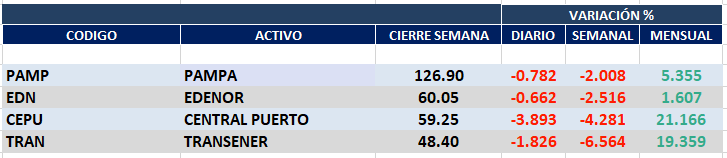 VARIACIÓN %
CODIGO ACTIVO CIERRE SEMANA DIARIO SEMANAL MENSUAL
PAMP PAMPA 126.90 -0.782 -2.008 5.355
EDN EDENOR 60.05 -0.662 -2.516 1.607
CEPU CENTRAL PUERTO 59.25 -3.893 -4.281 21.166
TRAN TRANSENER 48.40 -1.826 -6.564 19.359